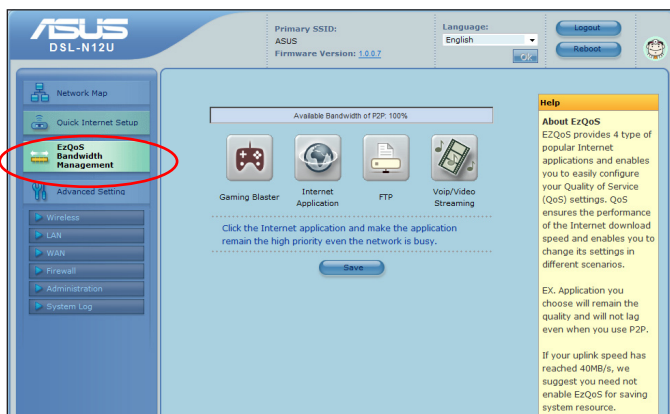 ASUS
DSL-N12U
Primary SSID:
ASUS
Firmware Version: 1.0.0.7
Language:
English
OK
Logout
Reboot
Network Map
Quick Internet Setup
EzQoS
Bandwidth
Management
Advanced Setting
Wireless
LAN
WAN
Firewall
Administration
System Log
Available Bandwidth of P2P: 100%
Gaming Blaster
Internet
Application
FTP
Voip/Video
Streaming
Click the Internet application and make the application
remain the high priority even the network is busy.
Save
Help
About EzQoS
EZQoS provides 4 type of
popular Internet
applications and enables
you to easily configure
your Quality of Service
(QoS) settings. QoS
ensures the performance
of the Internet download
speed and enables you to
change its settings in
different scenarios.
EX. Application you
choose will remain the
quality and will not lag
even when you use P2P.
If your uplink speed has
reached 40MB/s, we
suggest you need not
enable EzQoS for saving
system resource.